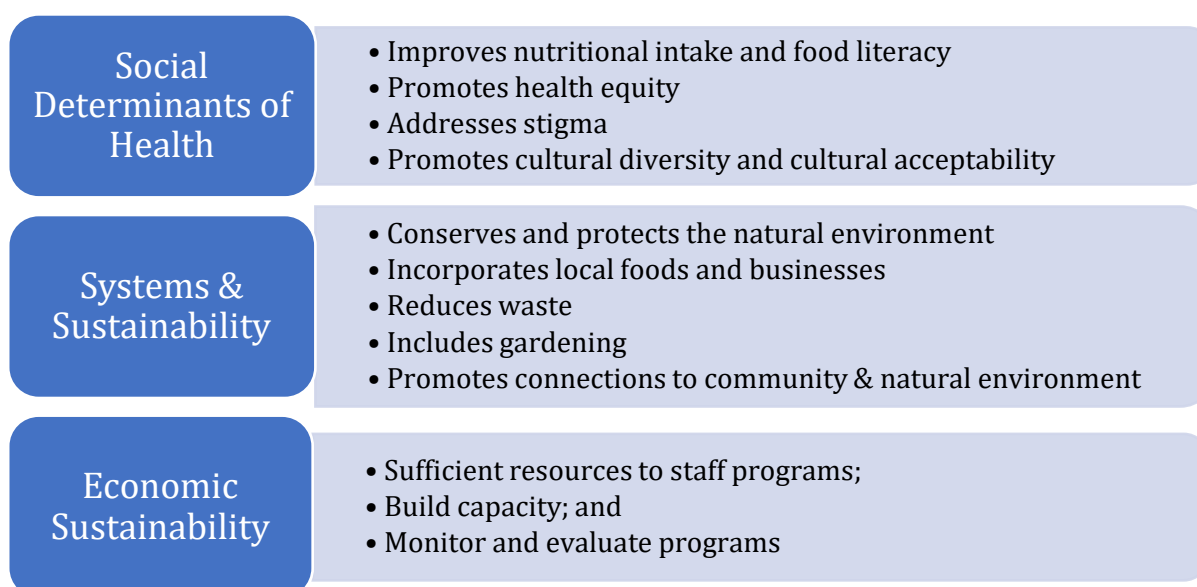 Social
Determinants of
Health
• Improves nutritional intake and food literacy
• Promotes health equity
• Addresses stigma
• Promotes cultural diversity and cultural acceptability
Systems &
Sustainability
• Conserves and protects the natural environment
• Incorporates local foods and businesses
• Reduces waste
• Includes gardening
• Promotes connections to community & natural environment
Economic
Sustainability
• Sufficient resources to staff programs;
• Build capacity; and
• Monitor and evaluate programs